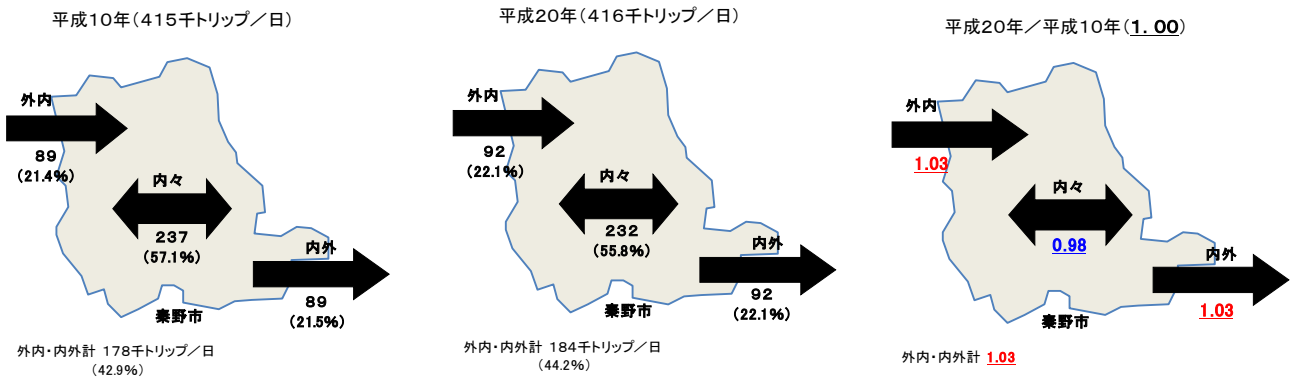 平成10年(415千トリップ/日)
外内
89
(21.4%)
内々
237
(57.1%)
内外
89
(21.5%)
秦野市
外内・内外計 178千トリップ/日
(42.9%)
平成20年(416千トリップ/日)
外内
92
(22.1%)
内々
232
(55.8%)
内外
92
(22.1%)
秦野市
外内・内外計 184千トリップ/日
(44.2%)
平成20年/平成10年(1.00)
外内
1.03
内々
0.98
内外
1.03
秦野市
外内・内外計 1.03